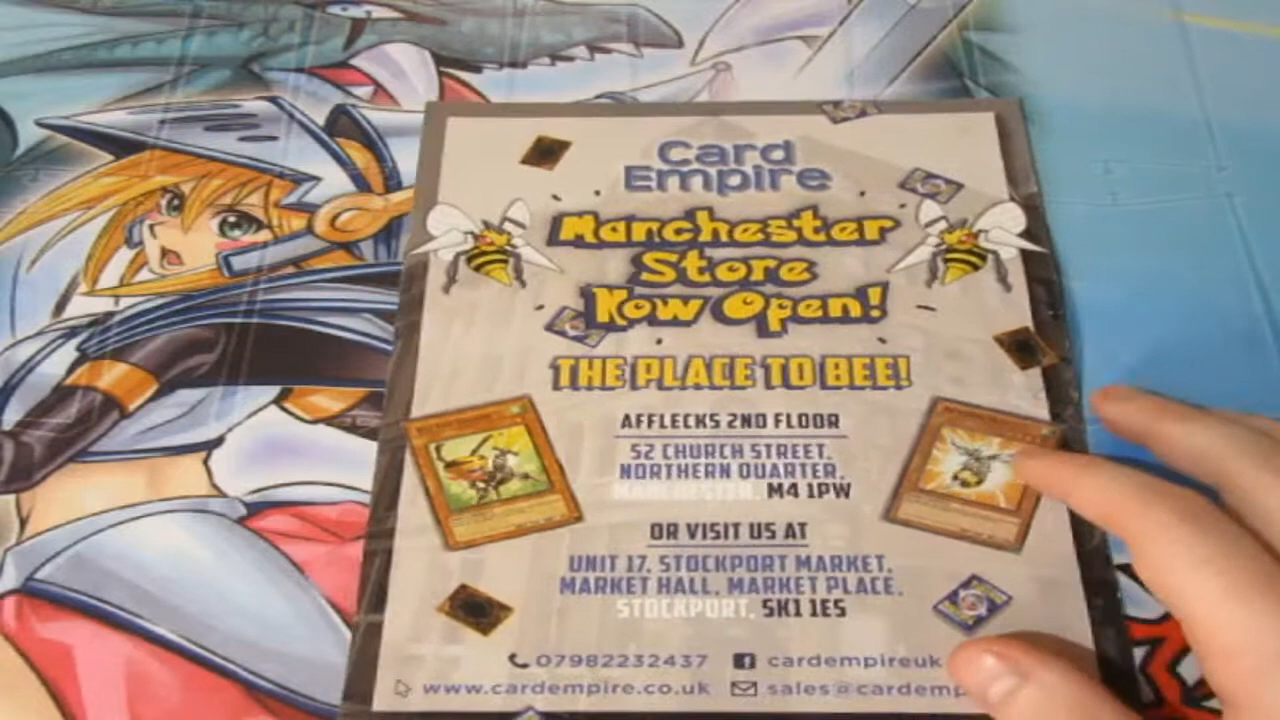 Card
Empire
Manchester
Store
Now Open!
THE PLACE TO BEE!
AFFLECKS 2ND FLOOR
52 CHURCH STREET,
NORTHERN QUARTER,
MANCHESTER, M4 1PW
OR VISIT US AT
UNIT 17, STOCKPORT MARKET,
MARKET HALL, MARKET PLACE,
STOCKPORT, SK1 1ES
07982232437 cardempireuk
www.cardempire.co.uk sales@cardemp